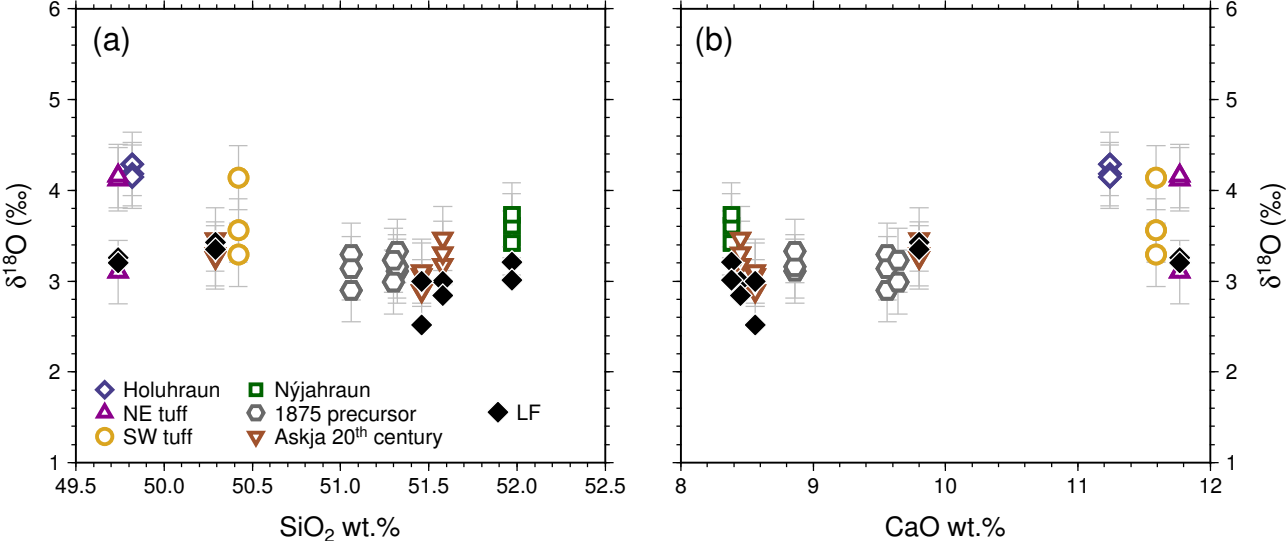 (a)
6
5
4
3
2
1
δ18O (‰)
49.5 50.0 50.5 51.0 51.5 52.0 52.5
SiO2 wt.%
Holuhraun
NE tuff
SW tuff
Nýjahraun
1875 precursor
Askja 20th century
LF
(b)
6
5
4
3
2
1
δ18O (‰)
8 9 10 11 12
CaO wt.%